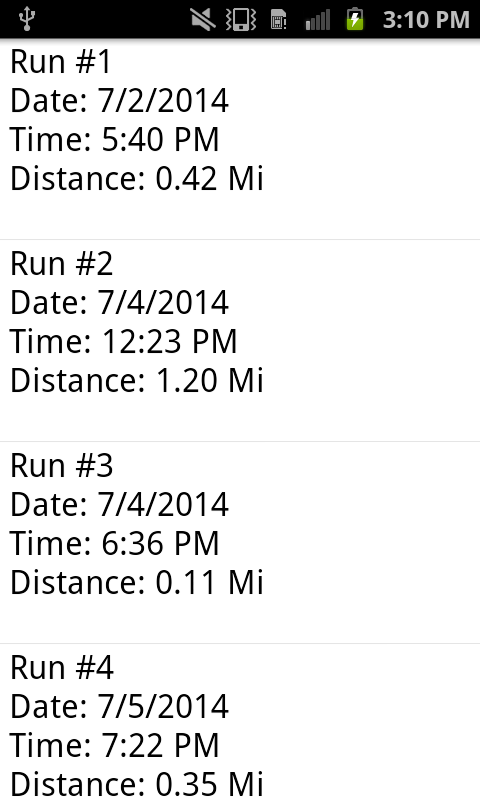 3:10 PM
Run #1
Date: 7/2/2014
Time: 5:40 PM
Distance: 0.42 Mi
Run #2
Date: 7/4/2014
Time: 12:23 PM
Distance: 1.20 Mi
Run #3
Date: 7/4/2014
Time: 6:36 PM
Distance: 0.11 Mi
Run #4
Date: 7/5/2014
Time: 7:22 PM
Distance: 0.35 Mi